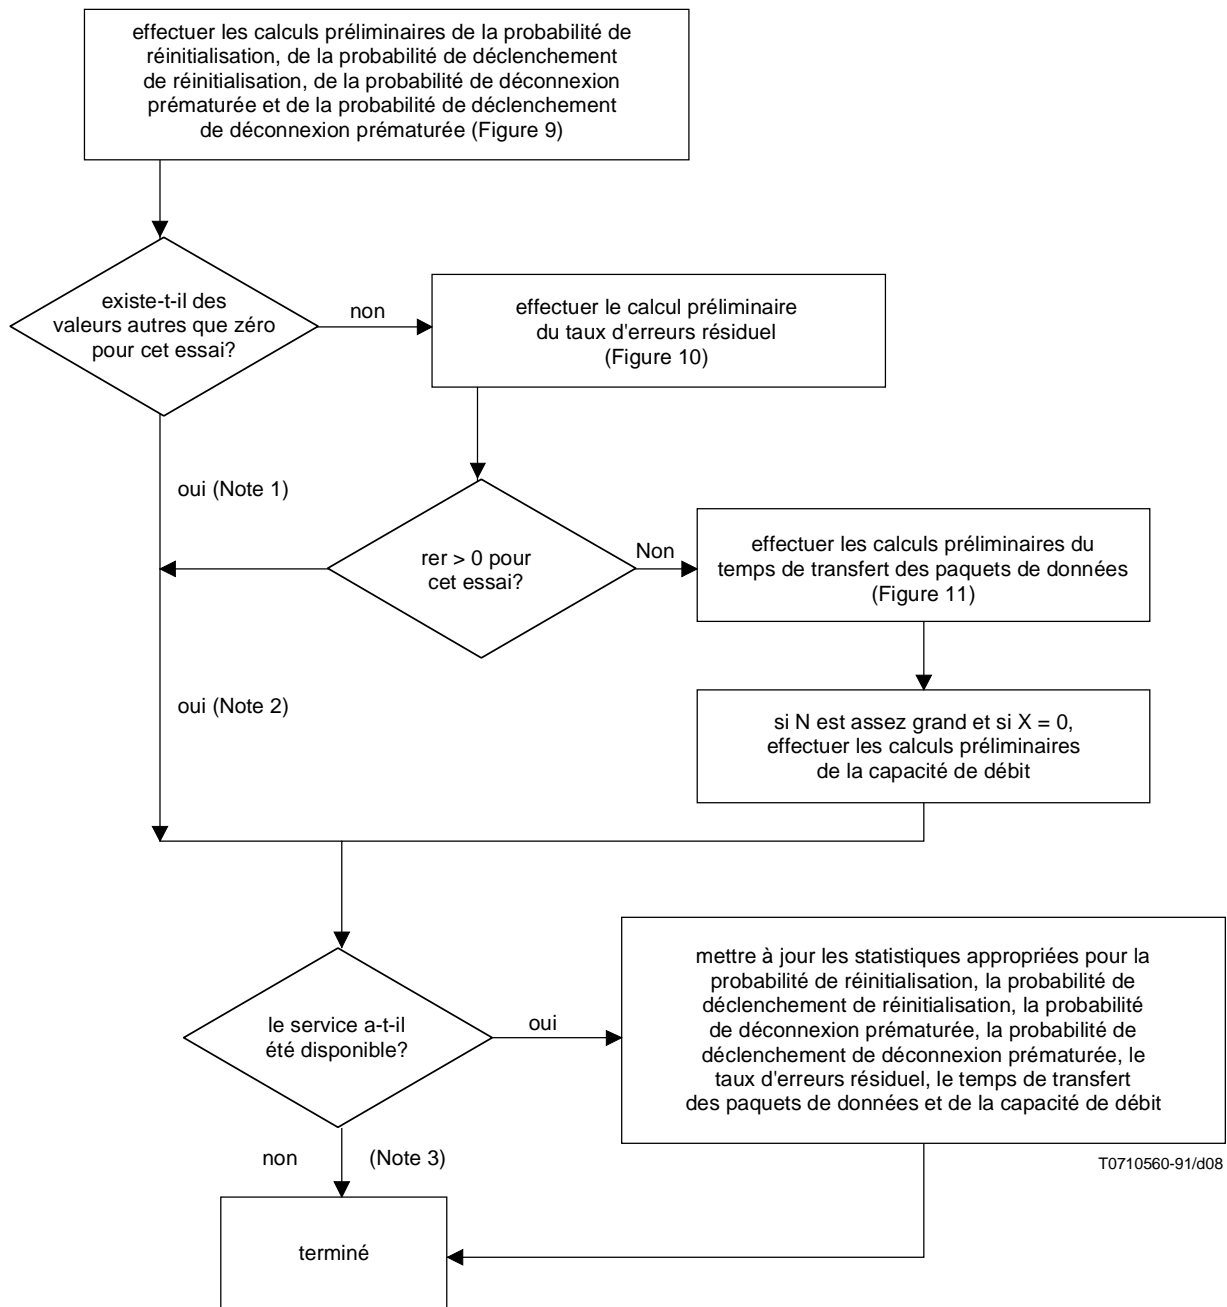 effectuer les calculs préliminaires de la probabilité de
réinitialisation, de la probabilité de déclenchement
de réinitialisation, de la probabilité de déconnexion
prématurée et de la probabilité de déclenchement
de déconnexion prématurée (Figure 9)
existe-t-il des
valeurs autres que zéro
pour cet essai?
non
effectuer le calcul préliminaire
du taux d'erreurs résiduel
(Figure 10)
oui (Note 1)
rer > 0 pour
cet essai?
Non
effectuer les calculs préliminaires du
temps de transfert des paquets de données
(Figure 11)
oui (Note 2)
si N est assez grand et si X = 0,
effectuer les calculs préliminaires
de la capacité de débit
le service a-t-il
été disponible?
oui
mettre à jour les statistiques appropriées pour la
probabilité de réinitialisation, la probabilité de
déclenchement de réinitialisation, la probabilité
de déconnexion prématurée, la probabilité de
déclenchement de déconnexion prématurée, le
taux d'erreurs résiduel, le temps de transfert
des paquets de données et de la capacité de débit
non
(Note 3)
T0710560-91/d08
terminé